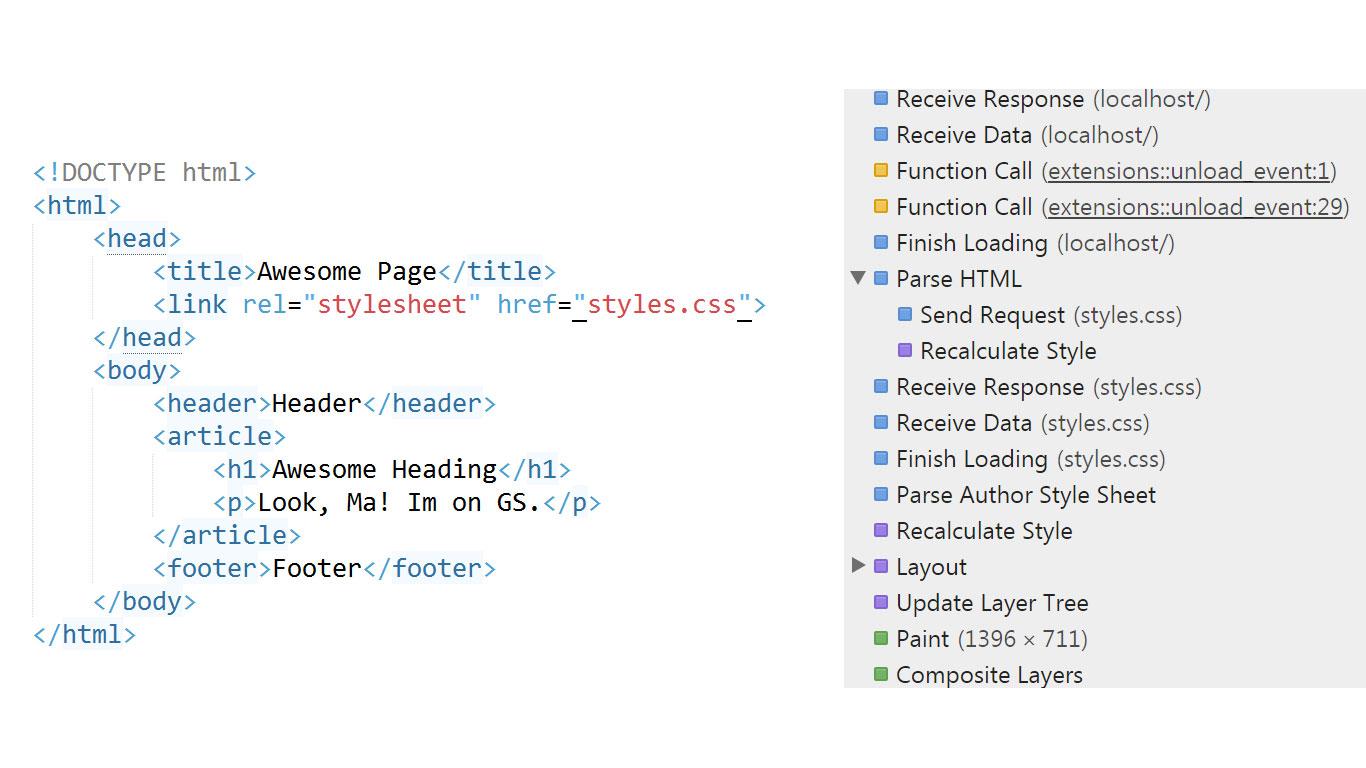 <!DOCTYPE html>
<html>
<head>
<title>Awesome Page</title>
<link rel="stylesheet" href="styles.css">
</head>
<body>
<header>Header</header>
<article>
<h1>Awesome Heading</h1>
<p>Look, Ma! Im on GS.</p>
</article>
<footer>Footer</footer>
</body>
</html>
Receive Response (localhost/)
Receive Data (localhost/)
Function Call (extensions::unload_event:1)
Function Call (extensions::unload_event:29)
Finish Loading (localhost/)
Parse HTML
Send Request (styles.css)
Recalculate Style
Receive Response (styles.css)
Receive Data (styles.css)
Finish Loading (styles.css)
Parse Author Style Sheet
Recalculate Style
Layout
Update Layer Tree
Paint (1396 × 711)
Composite Layers